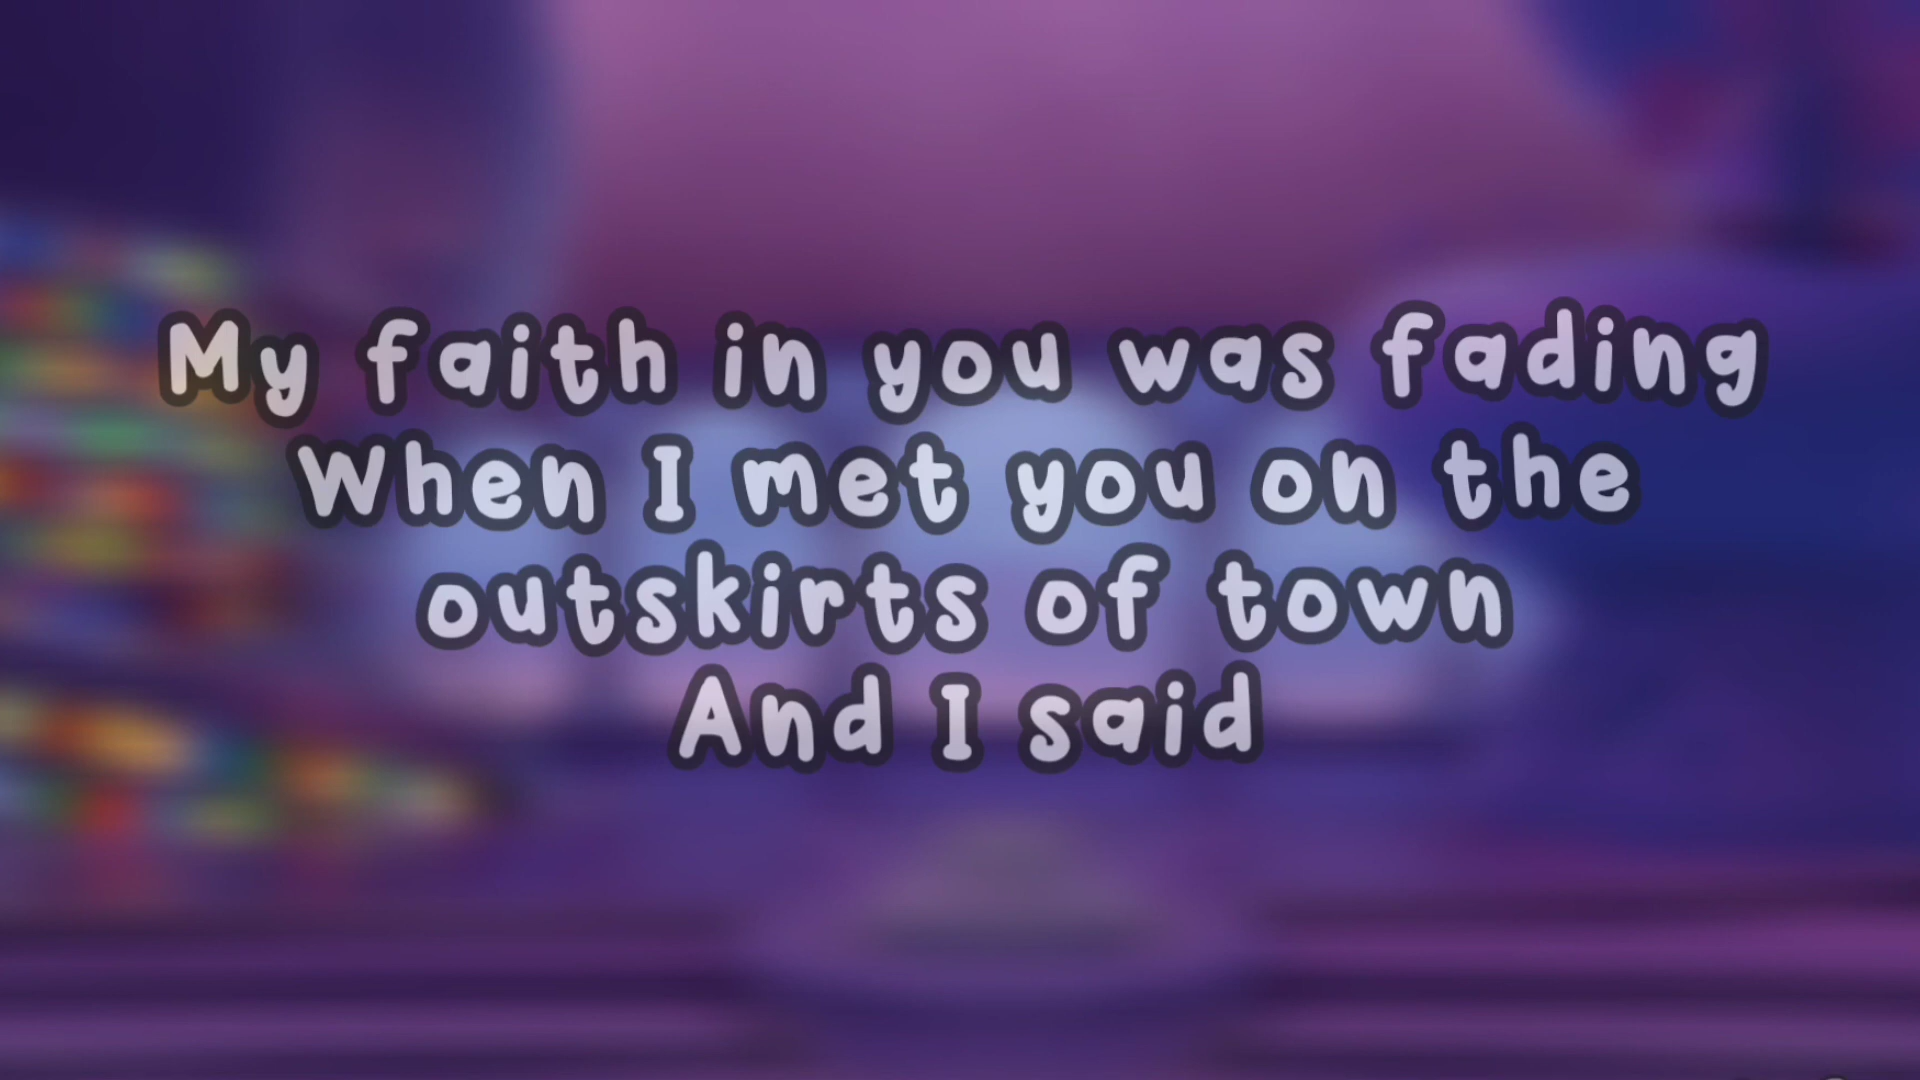 My faith in you was fading
When I met you on the
outskirts of town
And I said